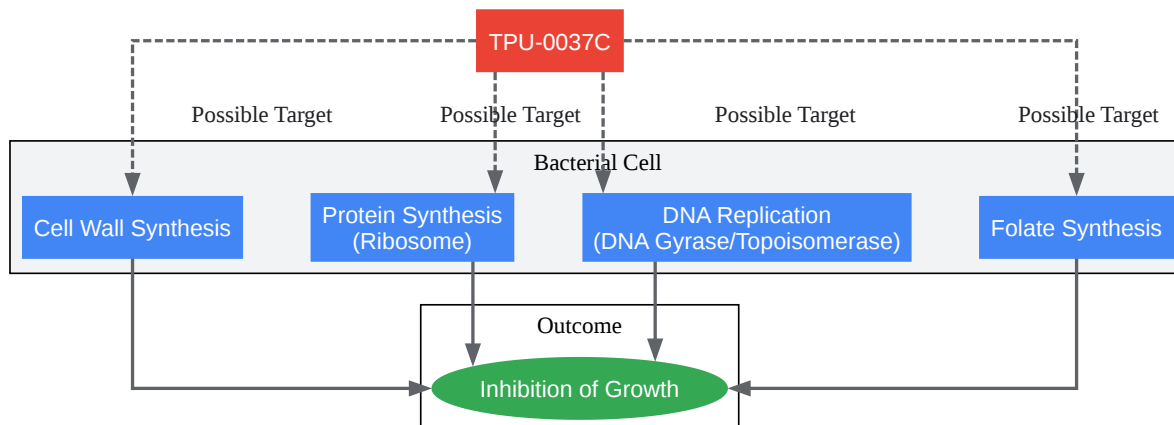 TPU-0037C
Possible Target
Possible Target
Possible Target
Possible Target
Bacterial Cell
Cell Wall Synthesis
Protein Synthesis
(Ribosome)
DNA Replication
(DNA Gyrase/Topoisomerase)
Folate Synthesis
Outcome
Inhibition of Growth